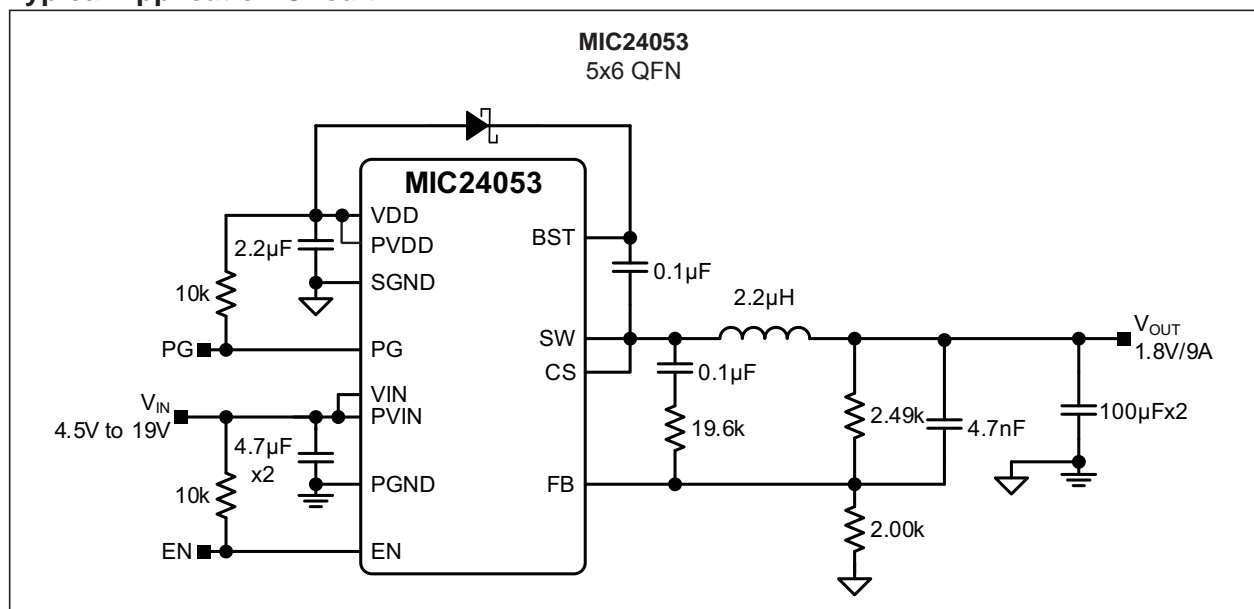 MIC24053
5x6 QFN
MIC24053
VDD
PVDD
SGND
PG
VIN
PVIN
PGND
EN
BST
SW
CS
FB
2.2µF
10k
PG
VIN
4.5V to 19V
4.7µF
x2
10k
EN
0.1µF
2.2µH
0.1µF
19.6k
2.49k
4.7nF
100µFx2
2.00k
VOUT
1.8V/9A